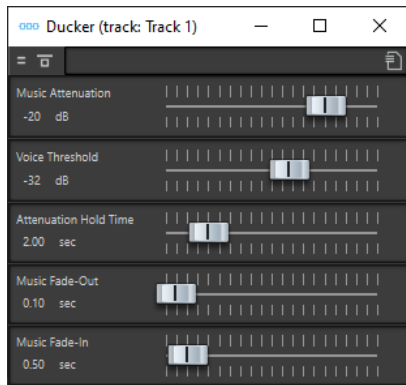 Ducker (track: Track 1)
Music Attenuation
-20 dB
Voice Threshold
-32 dB
Attenuation Hold Time
2.00 sec
Music Fade-Out
0.10 sec
Music Fade-In
0.50 sec